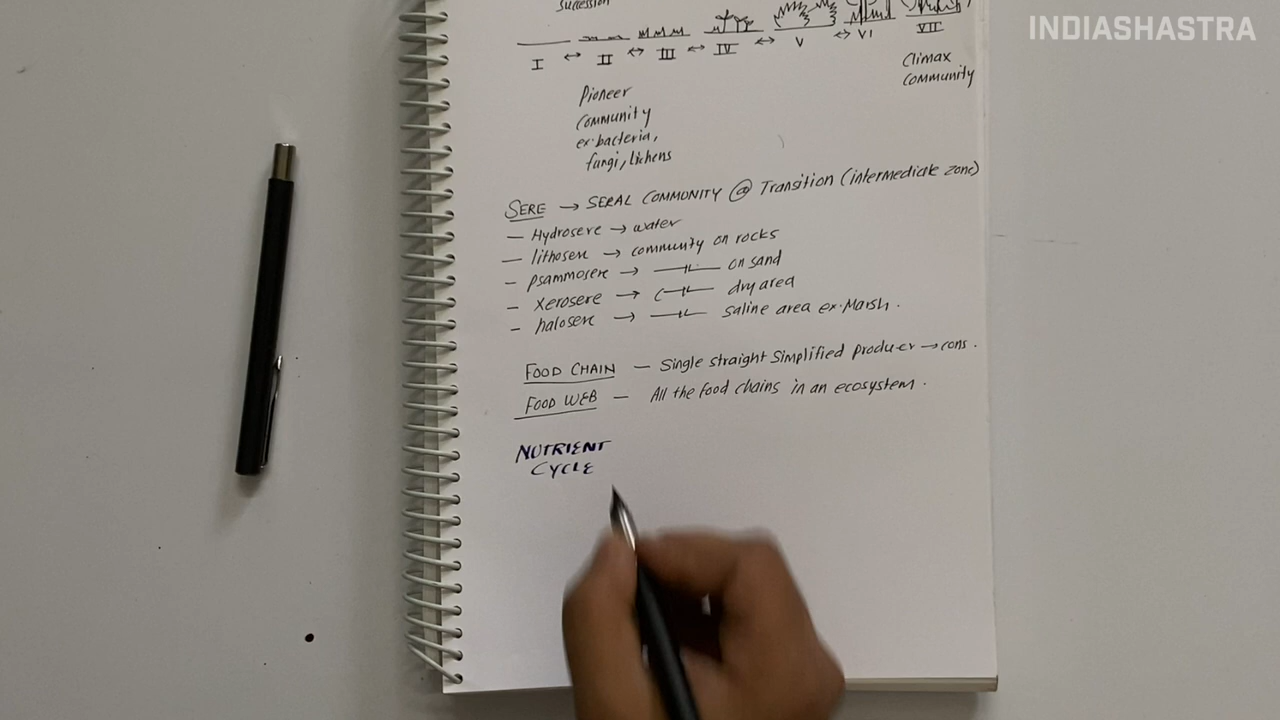 INDIASHASTRA
Succession
I ↔ II ↔ III ↔ IV ↔ V ↔ VI VII
Climax
Community
Pioneer
Community
ex. bacteria,
fungi, lichens
SERE → SERAL COMMUNITY @ Transition (intermediate zone)
— Hydrosere → water
— lithosere → community on rocks
- psammosere → —||— on sand
- xerosere → —||— dry area
- halosere → —||— saline area ex. Marsh.
FOOD CHAIN — Single straight simplified producer → cons.
FOOD WEB — All the food chains in an ecosystem.
NUTRIENT
CYCLE